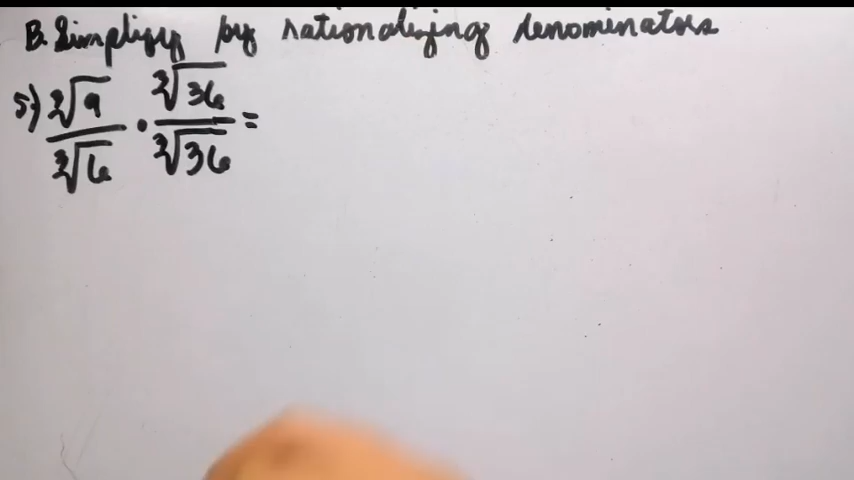 B. Simplify by rationalizing denominators
5.) ∛9/∛6 · ∛36/∛36 =